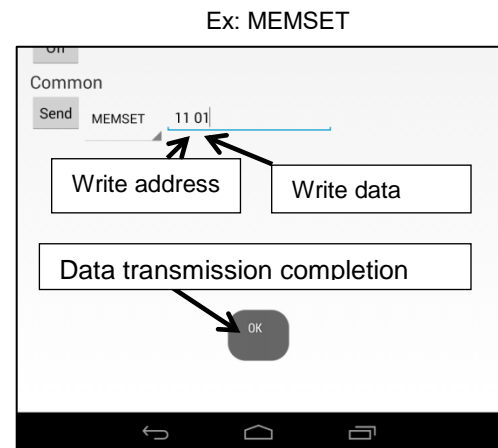 Ex: MEMSET
Common
Send MEMSET 11 01
Write address
Write data
Data transmission completion
OK